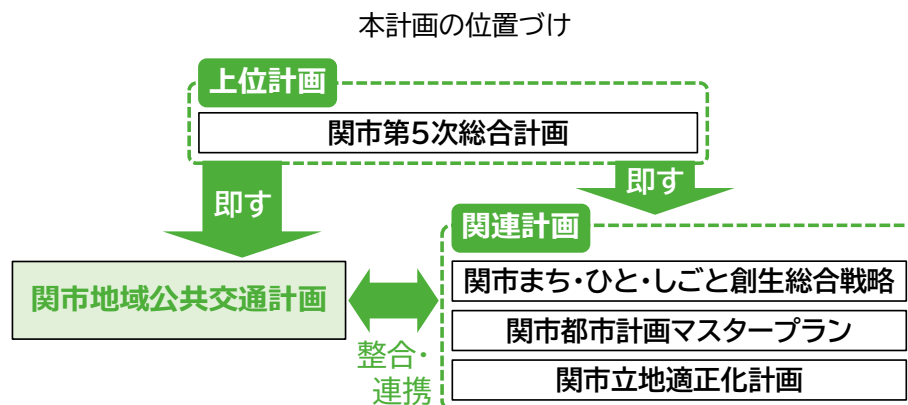 本計画の位置づけ
上位計画
関市第5次総合計画
即す
即す
関連計画
関市地域公共交通計画
整合・
連携
関市まち・ひと・しごと創生総合戦略
関市都市計画マスタープラン
関市立地適正化計画